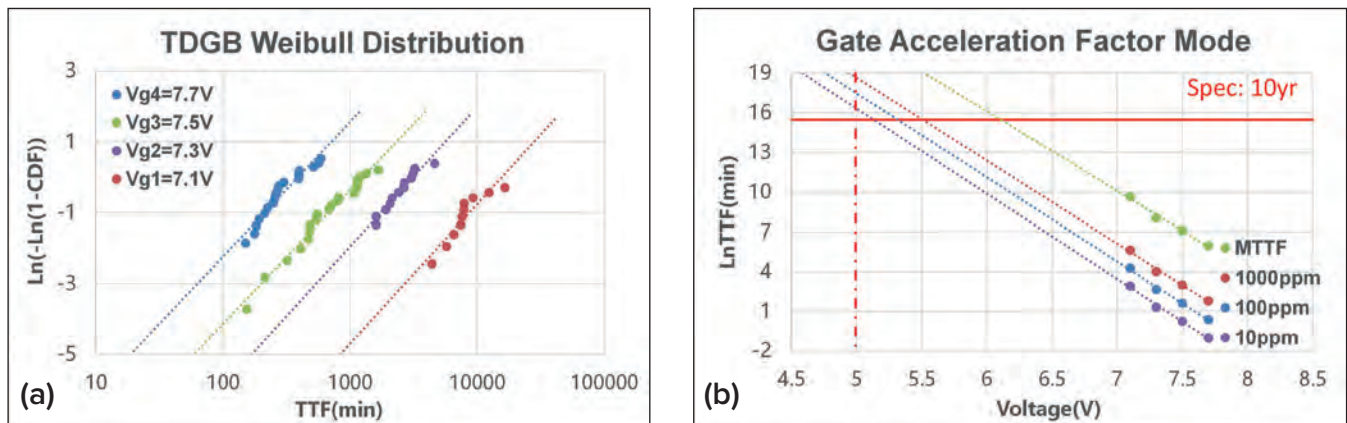 TDGB Weibull Distribution
3
1
-1
-3
-5
Ln(-Ln(1-CDF))
Vg4=7.7V
Vg3=7.5V
Vg2=7.3V
Vg1=7.1V
10
100
1000
10000
100000
TTF(min)
(a)
Gate Acceleration Factor Mode
19
16
13
10
7
4
1
-2
LnTTF(min)
Spec: 10yr
MTTF
1000ppm
100ppm
10ppm
4.5
5
5.5
6
6.5
7
7.5
8
8.5
Voltage(V)
(b)